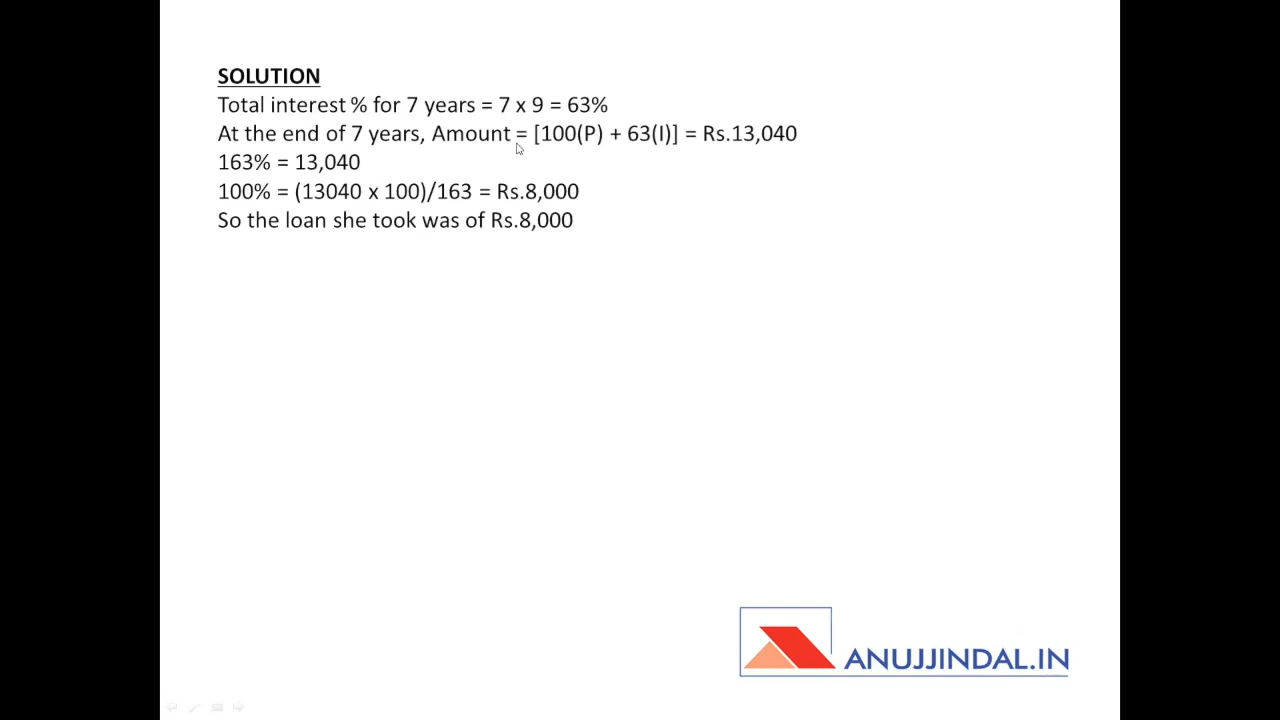 SOLUTION
Total interest % for 7 years = 7 x 9 = 63%
At the end of 7 years, Amount = [100(P) + 63(I)] = Rs.13,040
163% = 13,040
100% = (13040 x 100)/163 = Rs.8,000
So the loan she took was of Rs.8,000
ANUJJINDAL.IN